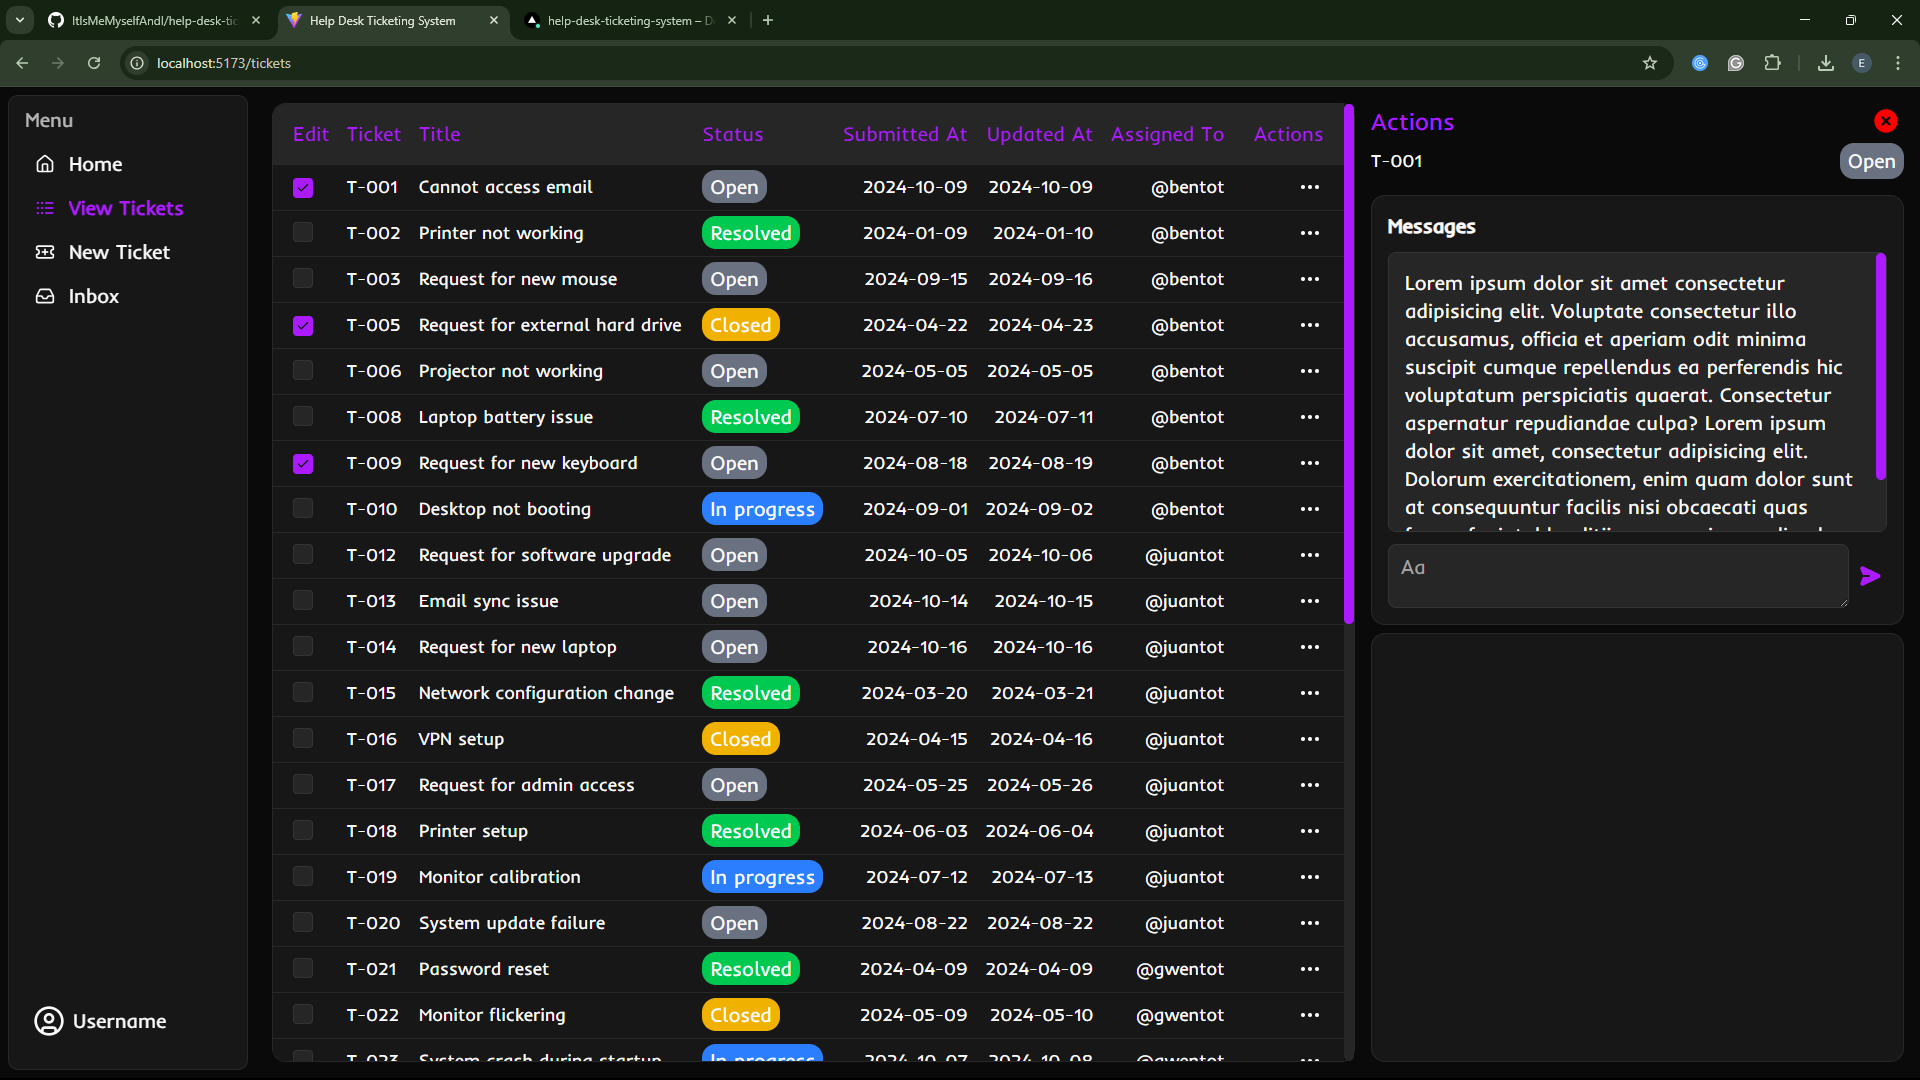 ItIsMeMyselfAndI/help-desk-tic
Help Desk Ticketing System
help-desk-ticketing-system – D
localhost:5173/tickets
E
Menu
Home
View Tickets
New Ticket
Inbox
Username
Edit Ticket Title Status Submitted At Updated At Assigned To Actions
T-001 Cannot access email Open 2024-10-09 2024-10-09 @bentot
T-002 Printer not working Resolved 2024-01-09 2024-01-10 @bentot
T-003 Request for new mouse Open 2024-09-15 2024-09-16 @bentot
T-005 Request for external hard drive Closed 2024-04-22 2024-04-23 @bentot
T-006 Projector not working Open 2024-05-05 2024-05-05 @bentot
T-008 Laptop battery issue Resolved 2024-07-10 2024-07-11 @bentot
T-009 Request for new keyboard Open 2024-08-18 2024-08-19 @bentot
T-010 Desktop not booting In progress 2024-09-01 2024-09-02 @bentot
T-012 Request for software upgrade Open 2024-10-05 2024-10-06 @juantot
T-013 Email sync issue Open 2024-10-14 2024-10-15 @juantot
T-014 Request for new laptop Open 2024-10-16 2024-10-16 @juantot
T-015 Network configuration change Resolved 2024-03-20 2024-03-21 @juantot
T-016 VPN setup Closed 2024-04-15 2024-04-16 @juantot
T-017 Request for admin access Open 2024-05-25 2024-05-26 @juantot
T-018 Printer setup Resolved 2024-06-03 2024-06-04 @juantot
T-019 Monitor calibration In progress 2024-07-12 2024-07-13 @juantot
T-020 System update failure Open 2024-08-22 2024-08-22 @juantot
T-021 Password reset Resolved 2024-04-09 2024-04-09 @gwentot
T-022 Monitor flickering Closed 2024-05-09 2024-05-10 @gwentot
T-023 System crash during startup In progress 2024-10-07 2024-10-08 @gwentot
Actions
T-001 Open
Messages
Lorem ipsum dolor sit amet consectetur
adipisicing elit. Voluptate consectetur illo
accusamus, officia et aperiam odit minima
suscipit cumque repellendus ea perferendis hic
voluptatum perspiciatis quaerat. Consectetur
aspernatur repudiandae culpa? Lorem ipsum
dolor sit amet, consectetur adipisicing elit.
Dolorum exercitationem, enim quam dolor sunt
at consequuntur facilis nisi obcaecati quas
Aa